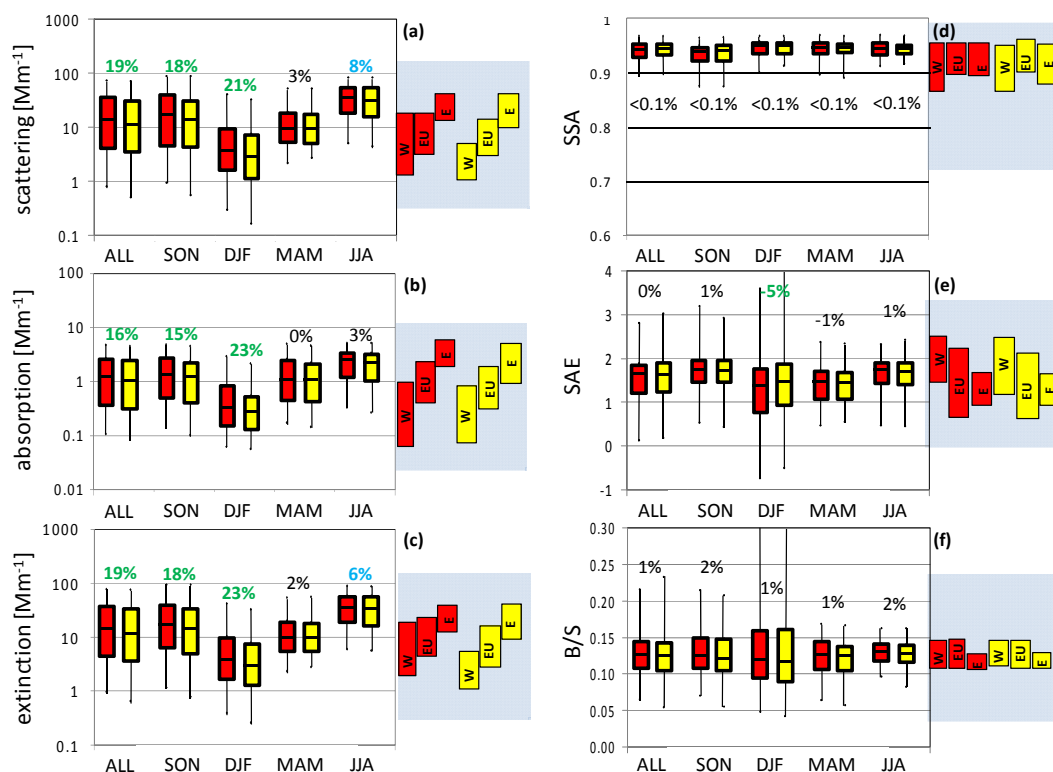 scattering [Mm-1]
1000
100
10
1
0.1
(a)
19%
18%
21%
3%
8%
ALL SON DJF MAM JJA
W EU E W EU E
absorption [Mm-1]
100
10
1
0.1
0.01
(b)
16%
15%
23%
0%
3%
ALL SON DJF MAM JJA
W EU E W EU E
extinction [Mm-1]
1000
100
10
1
0.1
(c)
19%
18%
23%
2%
6%
ALL SON DJF MAM JJA
W EU E W EU E
SSA
1
0.9
0.8
0.7
0.6
(d)
<0.1% <0.1% <0.1% <0.1% <0.1%
ALL SON DJF MAM JJA
W EU E W EU E
SAE
4
3
2
1
0
-1
(e)
0%
1%
-5%
-1%
1%
ALL SON DJF MAM JJA
W EU E W EU E
B/S
0.30
0.25
0.20
0.15
0.10
0.05
0.00
(f)
1%
2%
1%
1%
2%
ALL SON DJF MAM JJA
W EU E W EU E